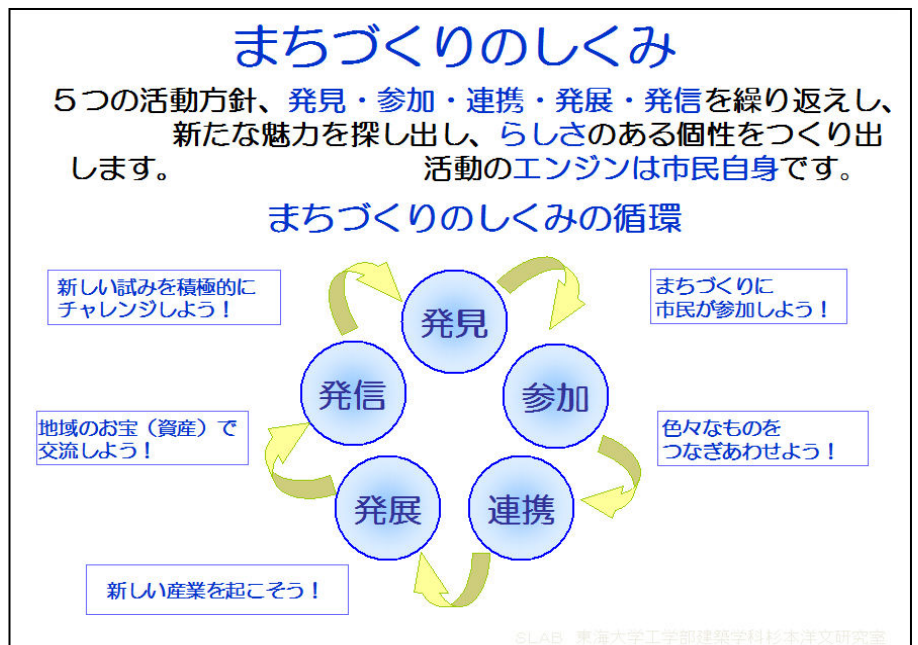 まちづくりのしくみ
５つの活動方針、発見・参加・連携・発展・発信を繰り返えし、
新たな魅力を探し出し、らしさのある個性をつくり出
します。 活動のエンジンは市民自身です。
まちづくりのしくみの循環
新しい試みを積極的に
チャレンジしよう！
発見
まちづくりに
市民が参加しよう！
発信
参加
地域のお宝（資産）で
交流しよう！
色々なものを
つなぎあわせよう！
発展
連携
新しい産業を起こそう！
SLAB 東海大学工学部建築学科杉本洋文研究室